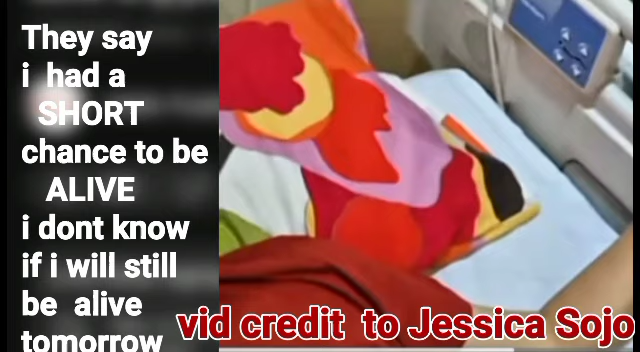 They say
i had a
SHORT
chance to be
ALIVE
i dont know
if i will still
be alive
tomorrow
vid credit to Jessica Sojo